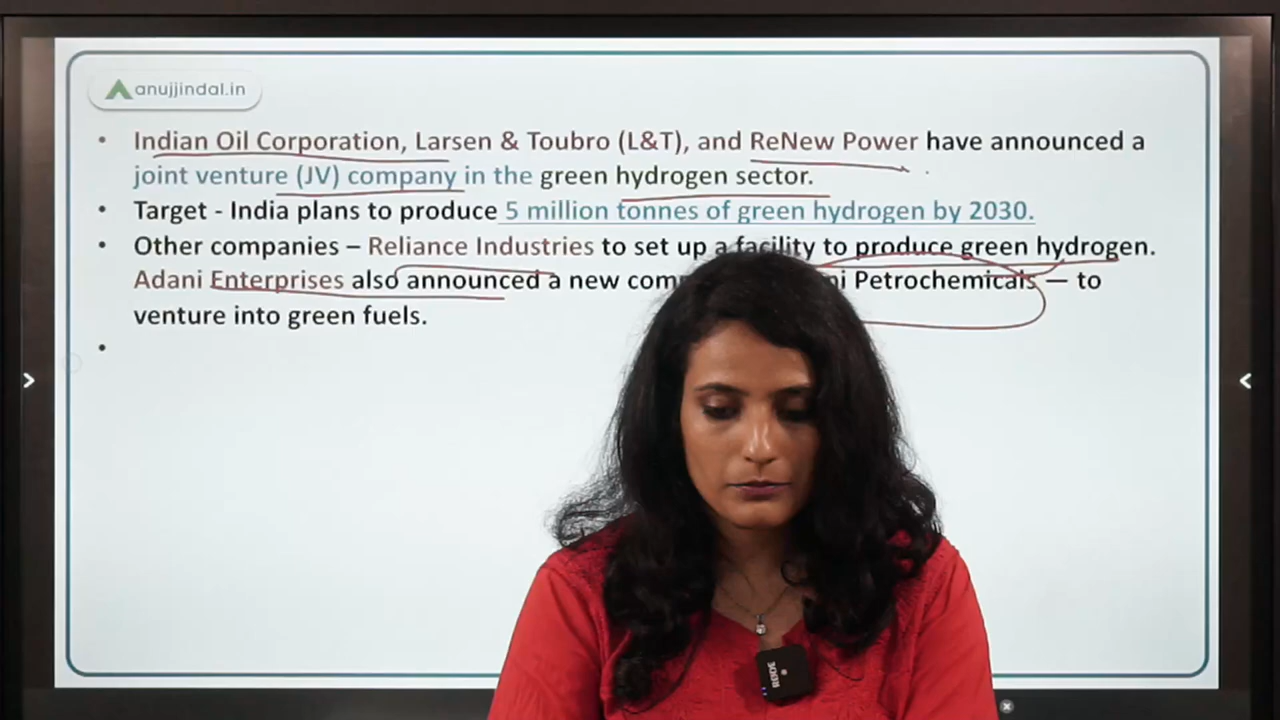 anujjindal.in
• Indian Oil Corporation, Larsen & Toubro (L&T), and ReNew Power have announced a
joint venture (JV) company in the green hydrogen sector.
• Target - India plans to produce 5 million tonnes of green hydrogen by 2030.
• Other companies – Reliance Industries to set up a facility to produce green hydrogen.
Adani Enterprises also announced a new Petrochemicals — to
venture into green fuels.
•